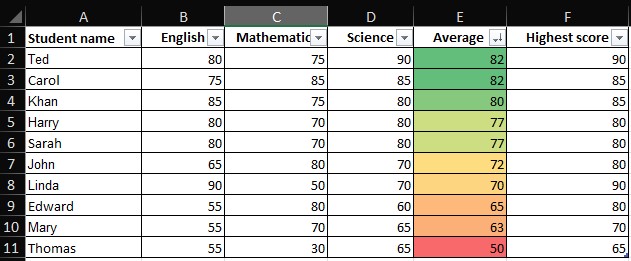 A B C D E F
1 Student name English Mathematic Science Average Highest score
2 Ted 80 75 90 82 90
3 Carol 75 85 85 82 85
4 Khan 85 75 80 80 85
5 Harry 80 70 80 77 80
6 Sarah 80 70 80 77 80
7 John 65 80 70 72 80
8 Linda 90 50 70 70 90
9 Edward 55 80 60 65 80
10 Mary 55 70 65 63 70
11 Thomas 55 30 65 50 65